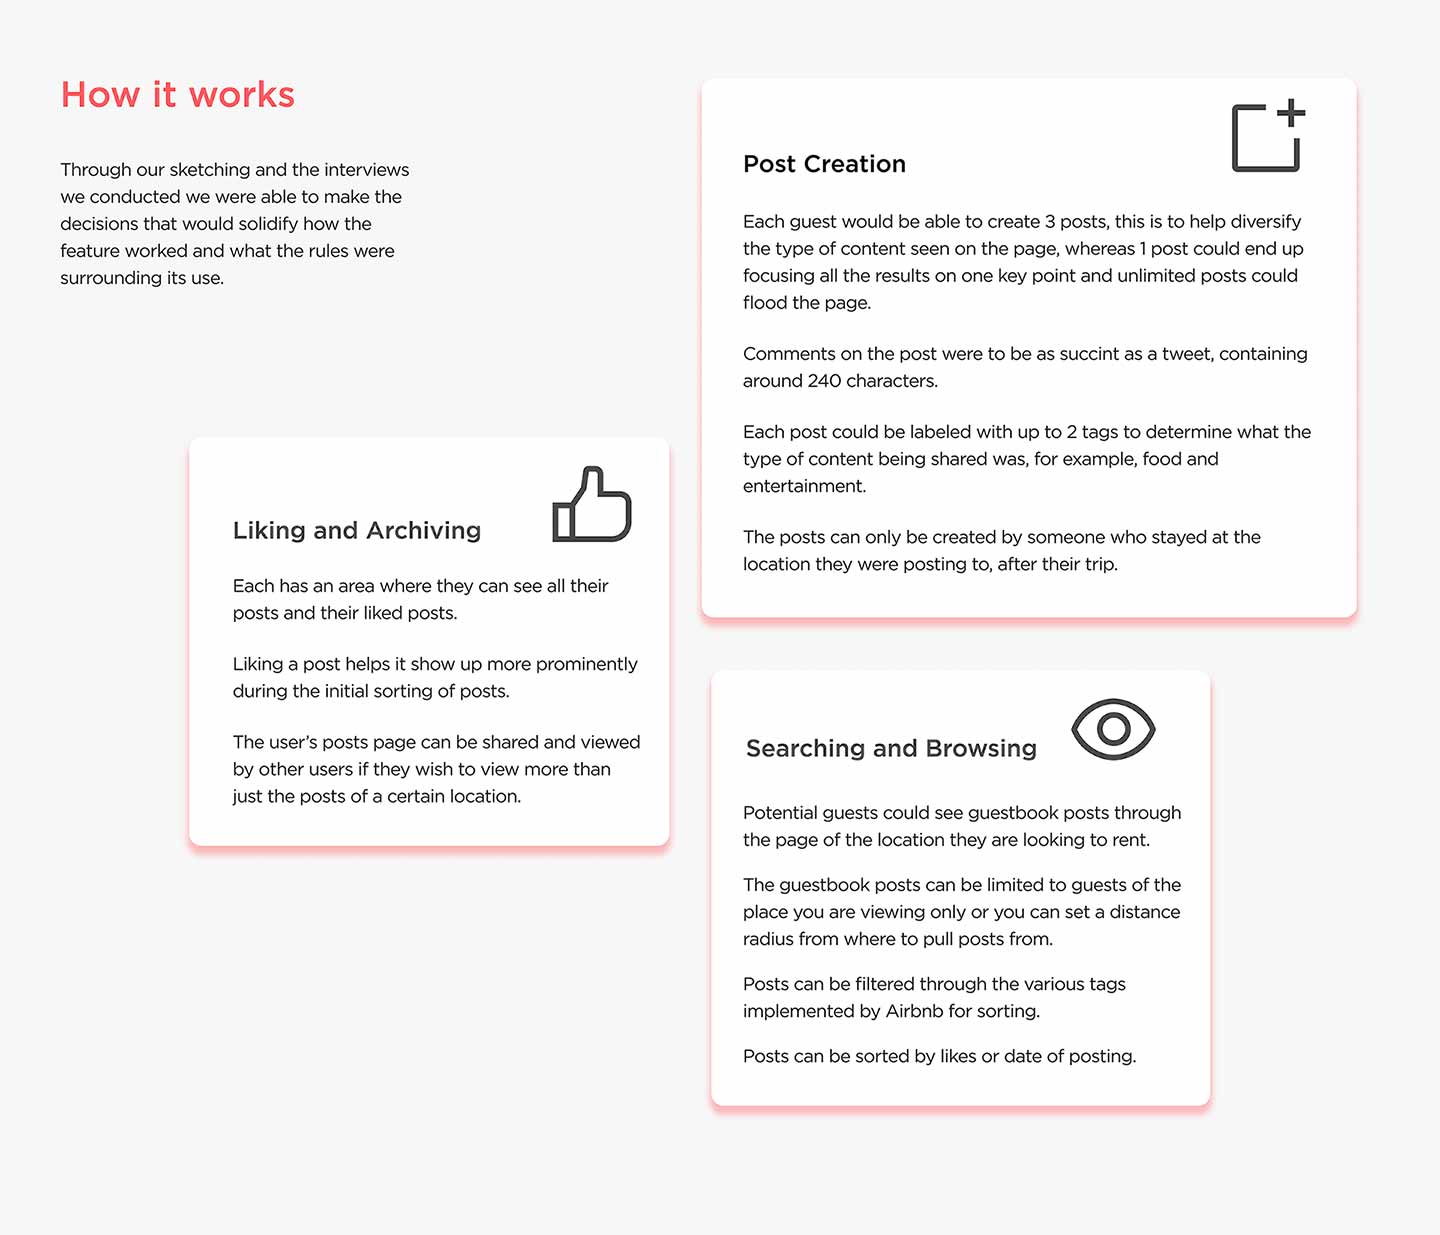 How it works
Through our sketching and the interviews
we conducted we were able to make the
decisions that would solidify how the
feature worked and what the rules were
surrounding its use.
Post Creation
Each guest would be able to create 3 posts, this is to help diversify
the type of content seen on the page, whereas 1 post could end up
focusing all the results on one key point and unlimited posts could
flood the page.
Comments on the post were to be as succint as a tweet, containing
around 240 characters.
Each post could be labeled with up to 2 tags to determine what the
type of content being shared was, for example, food and
entertainment.
The posts can only be created by someone who stayed at the
location they were posting to, after their trip.
Liking and Archiving
Each has an area where they can see all their
posts and their liked posts.
Liking a post helps it show up more prominently
during the initial sorting of posts.
The user’s posts page can be shared and viewed
by other users if they wish to view more than
just the posts of a certain location.
Searching and Browsing
Potential guests could see guestbook posts through
the page of the location they are looking to rent.
The guestbook posts can be limited to guests of the
place you are viewing only or you can set a distance
radius from where to pull posts from.
Posts can be filtered through the various tags
implemented by Airbnb for sorting.
Posts can be sorted by likes or date of posting.